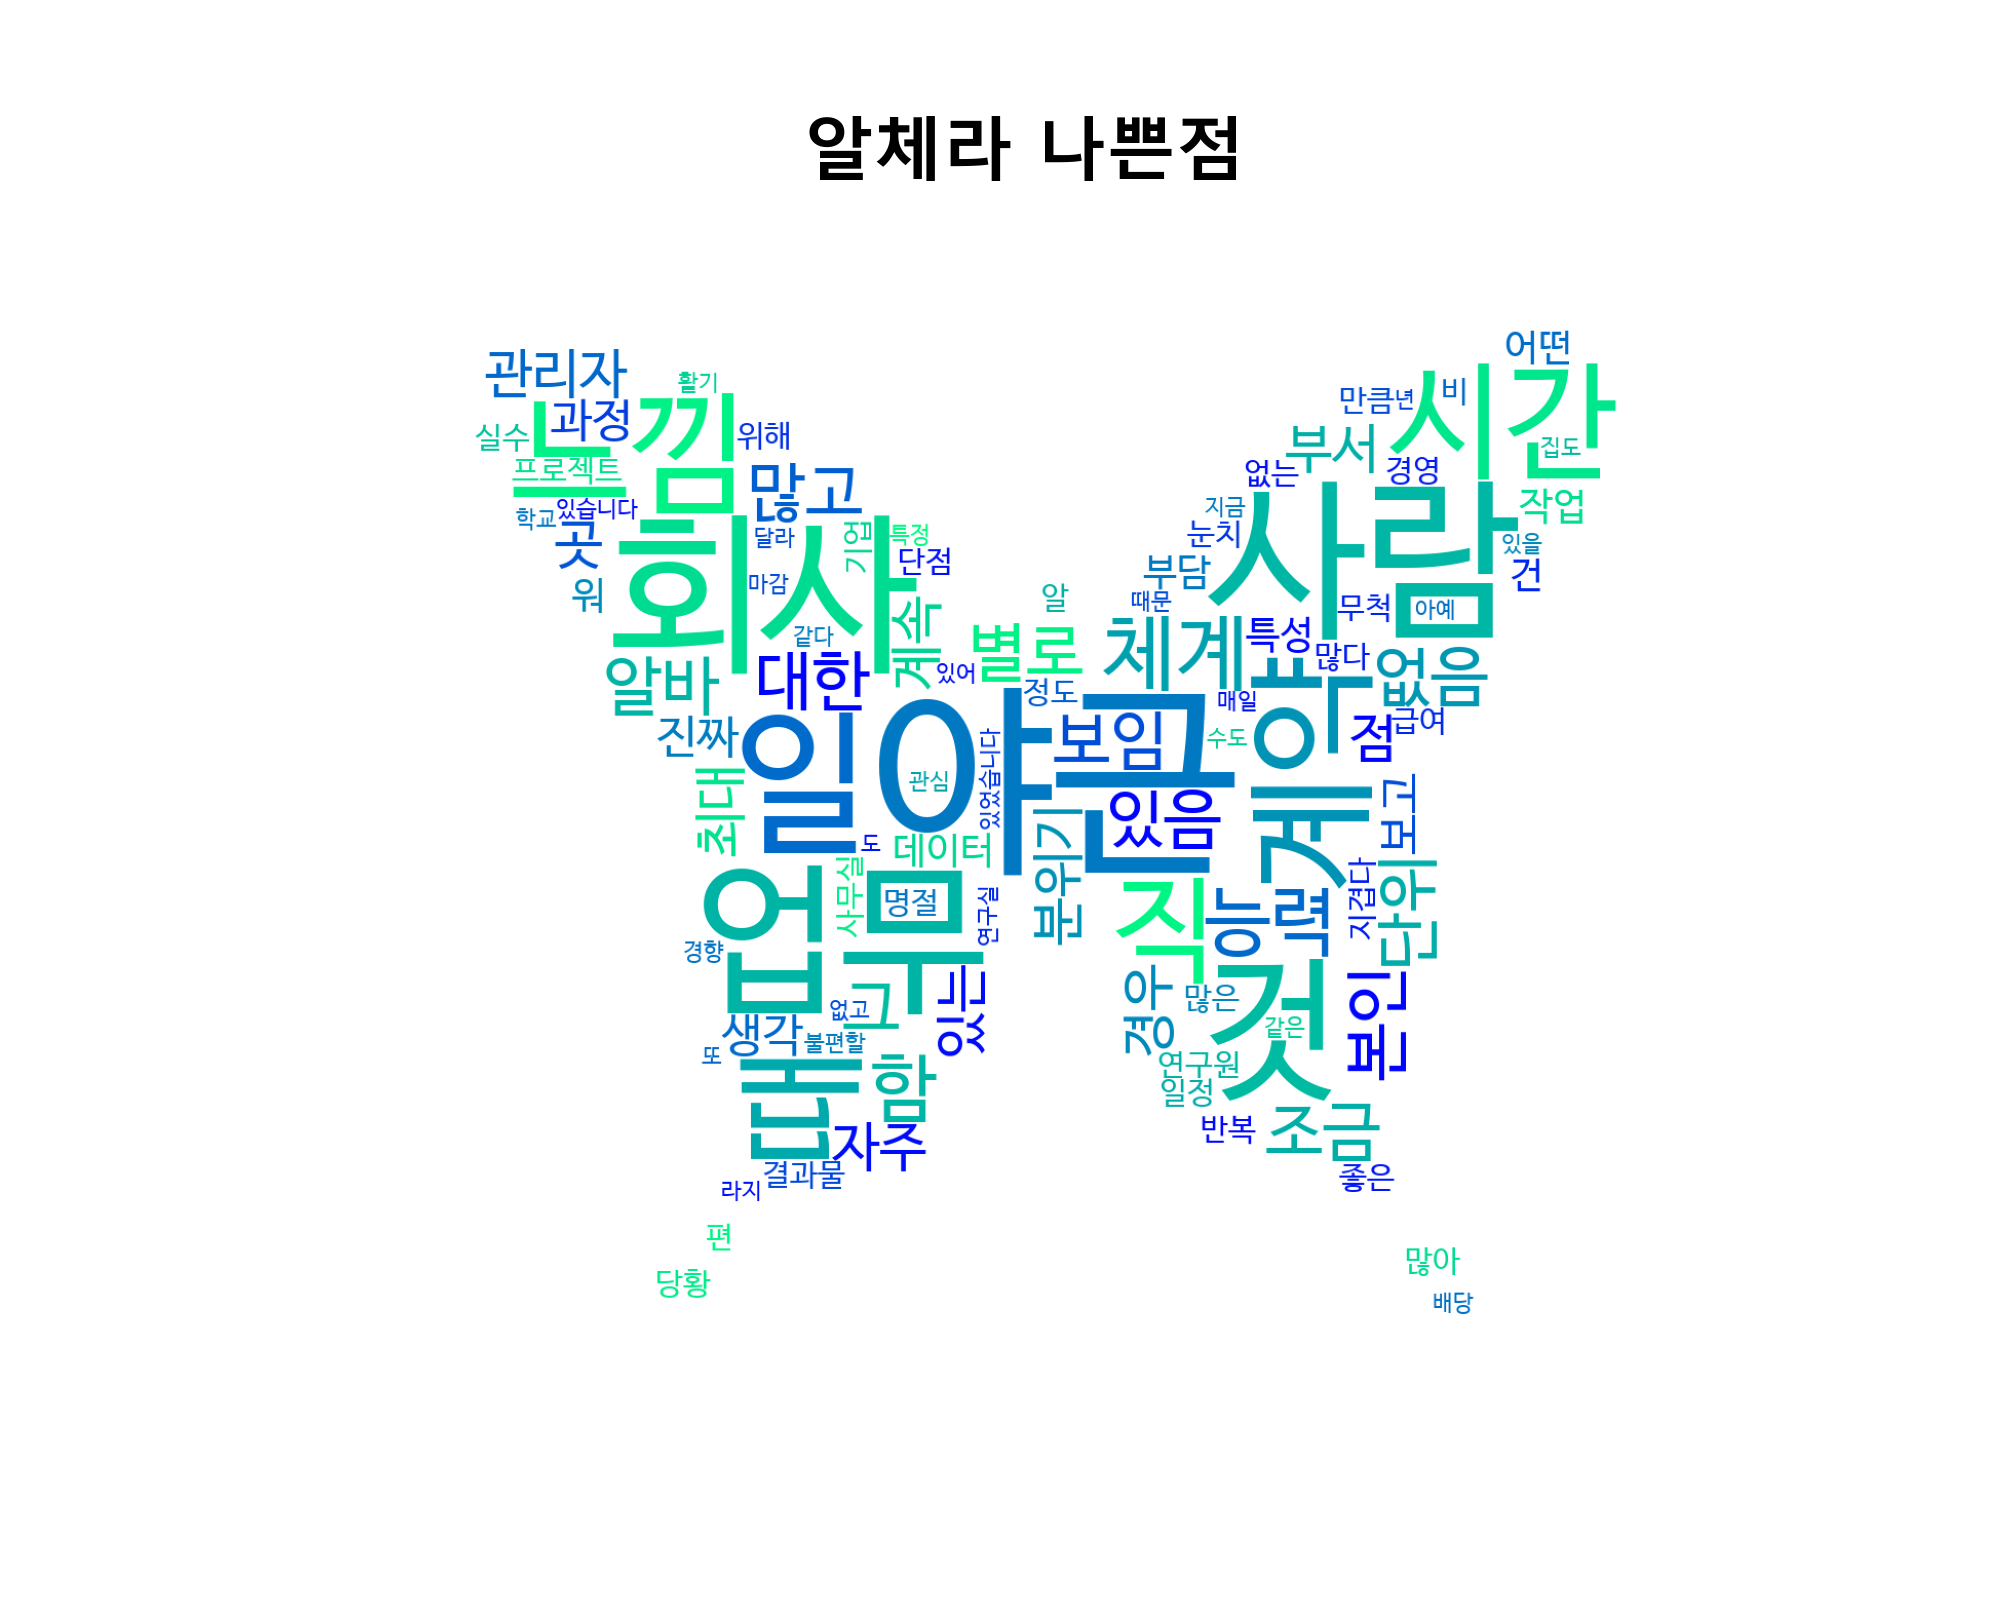 알체라 나쁜점
어떤
관리자
활기
시간
만큼
년
비
느낌
과정
위해
실수
프로젝트
부서
집도
많고
없는
경영
있습니다
학교
곳
사람
지금
작업
회사
달라
기업
특정
눈치
있을
단점
부담
건
마감
워
알
때문
무척
아예
계속
같다
별로
체계
특성
많다
없음
알바
대한
있어
정도
매일
계약
점
급여
진짜
일
야근
보임
수도
관심
있었습니다
최대
있음
보고
도
데이터
분위기
업무
사무실
명절
연구실
직
능력
지겹다
단위
경향
고
있는
것
본인
경우
많은
없고
생각
불편할
또
같은
연구원
일정
함
반복
조금
자주
결과물
좋은
라지
편
많아
당황
배당